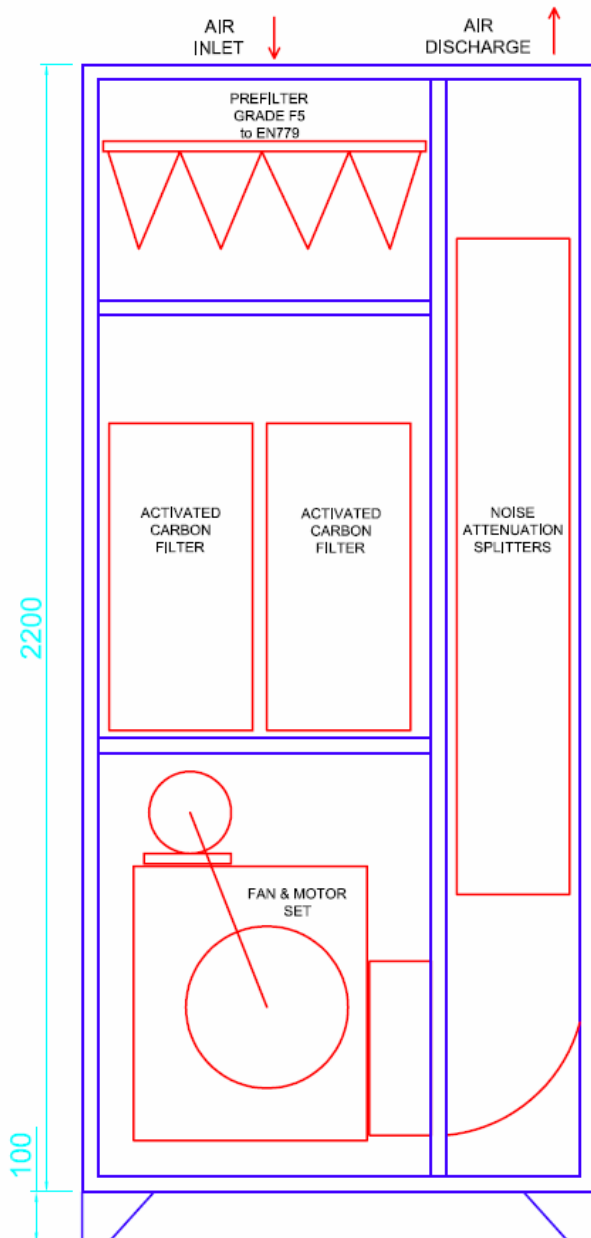 AIR
INLET
AIR
DISCHARGE
PREFILTER
GRADE F5
to EN779
ACTIVATED
CARBON
FILTER
ACTIVATED
CARBON
FILTER
NOISE
ATTENUATION
SPLITTERS
2200
FAN & MOTOR
SET
100